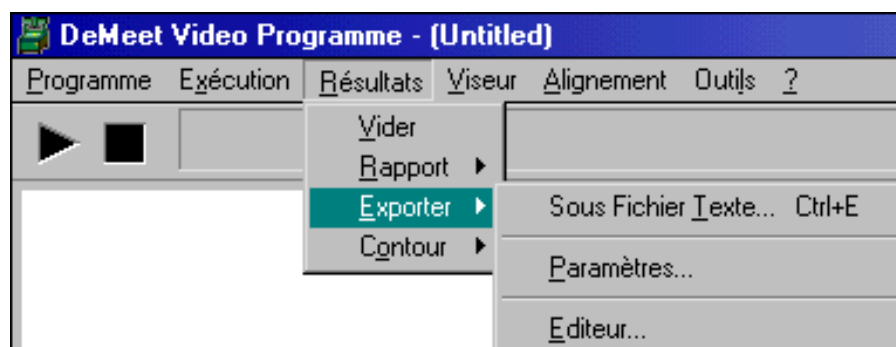 DeMeet Video Programme - (Untitled)
Programme Exécution Résultats Viseur Alignement Outils ?
Vider
Rapport
Exporter
Contour
Sous Fichier Texte... Ctrl+E
Paramètres...
Editeur...